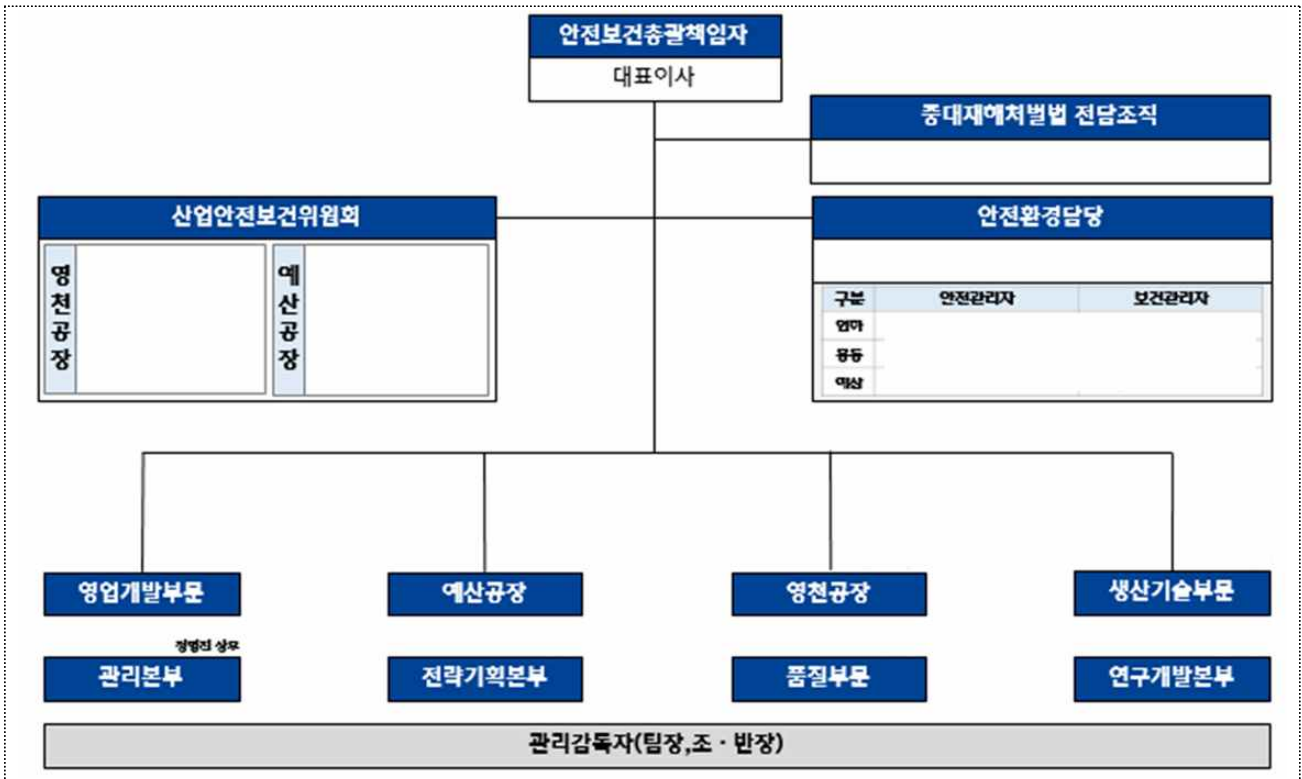 안전보건총괄책임자
대표이사
중대재해처벌법 전담조직
산업안전보건위원회
영천공장
예산공장
안전환경담당
구분 안전관리자 보건관리자
예산
영업개발부문
예산공장
영천공장
생산기술부문
관리본부
전략기획본부
품질부문
연구개발본부
관리감독자(팀장,조 · 반장)